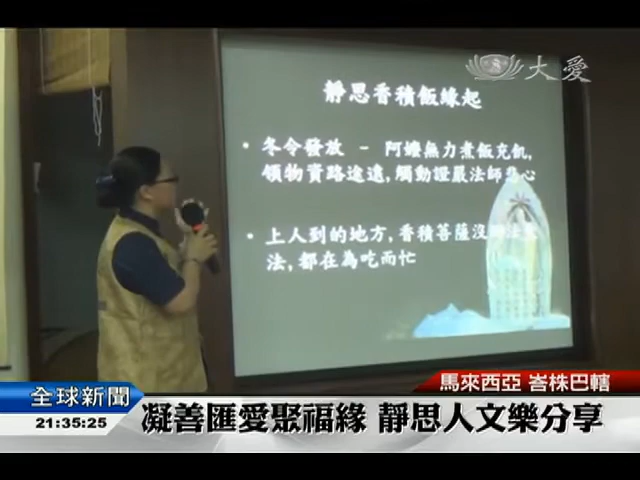 大愛
靜思香積飯緣起
• 冬令發放 - 阿嬤無力煮飯充飢,
領物資路途遠, 觸動證嚴法師悲心
• 上人到的地方, 香積菩薩沒辦法
法, 都在為吃而忙
馬來西亞 峇株巴轄
全球新聞
凝善匯愛聚福緣 靜思人文樂分享
21:35:25